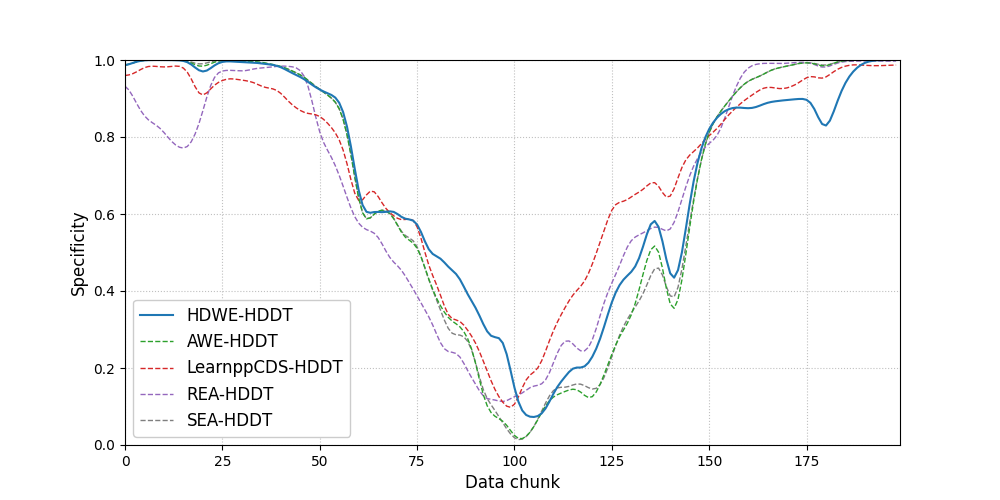 1.0
0.8
0.6
0.4
0.2
0.0
Specificity
HDWE-HDDT
AWE-HDDT
LearnppCDS-HDDT
REA-HDDT
SEA-HDDT
0 25 50 75 100 125 150 175
Data chunk